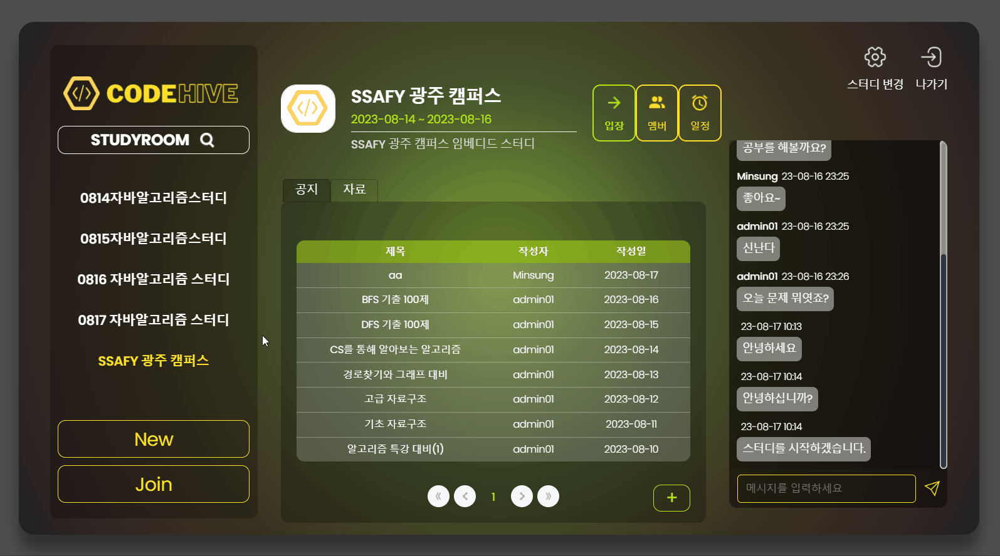 CODEHIVE
STUDYROOM
0814자바알고리즘스터디
0815자바알고리즘스터디
0816 자바알고리즘 스터디
0817 자바알고리즘 스터디
SSAFY 광주 캠퍼스
New
Join
SSAFY 광주 캠퍼스
2023-08-14 ~ 2023-08-16
SSAFY 광주 캠퍼스 임베디드 스터디
입장 멤버 일정
스터디 변경 나가기
공지 자료
제목 작성자 작성일
aa Minsung 2023-08-17
BFS 기출 100제 admin01 2023-08-16
DFS 기출 100제 admin01 2023-08-15
CS를 통해 알아보는 알고리즘 admin01 2023-08-14
경로찾기와 그래프 대비 admin01 2023-08-13
고급 자료구조 admin01 2023-08-12
기초 자료구조 admin01 2023-08-11
알고리즘 특강 대비(1) admin01 2023-08-10
« ‹ 1 › »
+
공부를 해볼까요?
Minsung 23-08-16 23:25
좋아요~
admin01 23-08-16 23:25
신난다
admin01 23-08-16 23:26
오늘 문제 뭐엿죠?
23-08-17 10:13
안녕하세요
23-08-17 10:14
안녕하십니까?
23-08-17 10:14
스터디를 시작하겠습니다.
메시지를 입력하세요